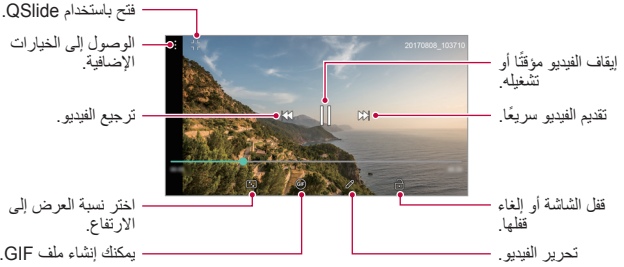 فتح باستخدام QSlide.
الوصول إلى الخيارات
الإضافية.
20170808_103710
إيقاف الفيديو مؤقتًا أو
تشغيله.
تقديم الفيديو سريعًا.
ترجيع الفيديو.
GIF
قفل الشاشة أو إلغاء
قفلها.
اختر نسبة العرض إلى
الارتفاع.
تحرير الفيديو.
يمكنك إنشاء ملف GIF.